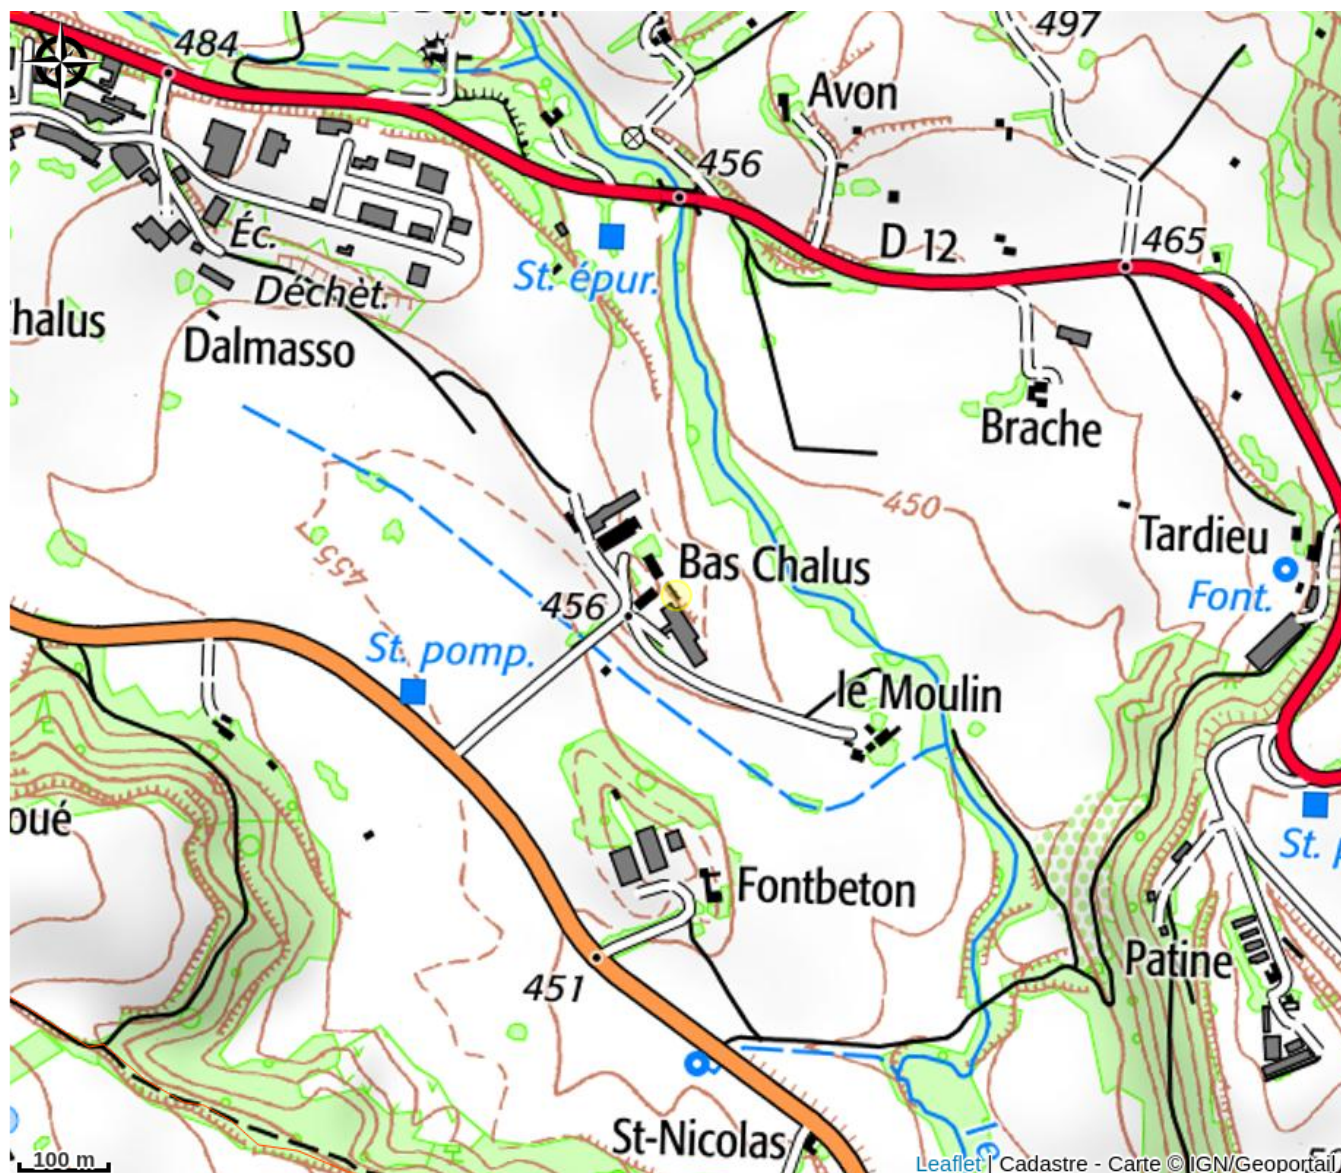 484
497
Avon
456
Éc.
D 12
465
St. épur.
Déchèt.
halus
Dalmasso
Brache
450
Tardieu
455
Bas Chalus
Font.
456
St. pomp.
le Moulin
oué
St.
Fontbeton
Patine
451
St-Nicolas
le
100 m
Leaflet | Cadastre - Carte © IGN/Geoportail